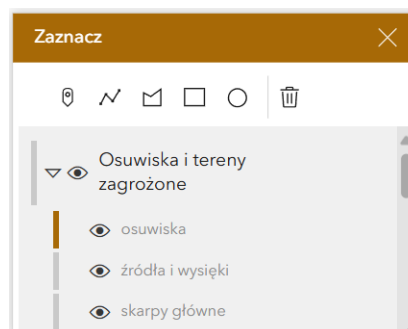 Zaznacz
Osuwiska i tereny
zagrożone
osuwiska
źródła i wysięki
skarpy główne